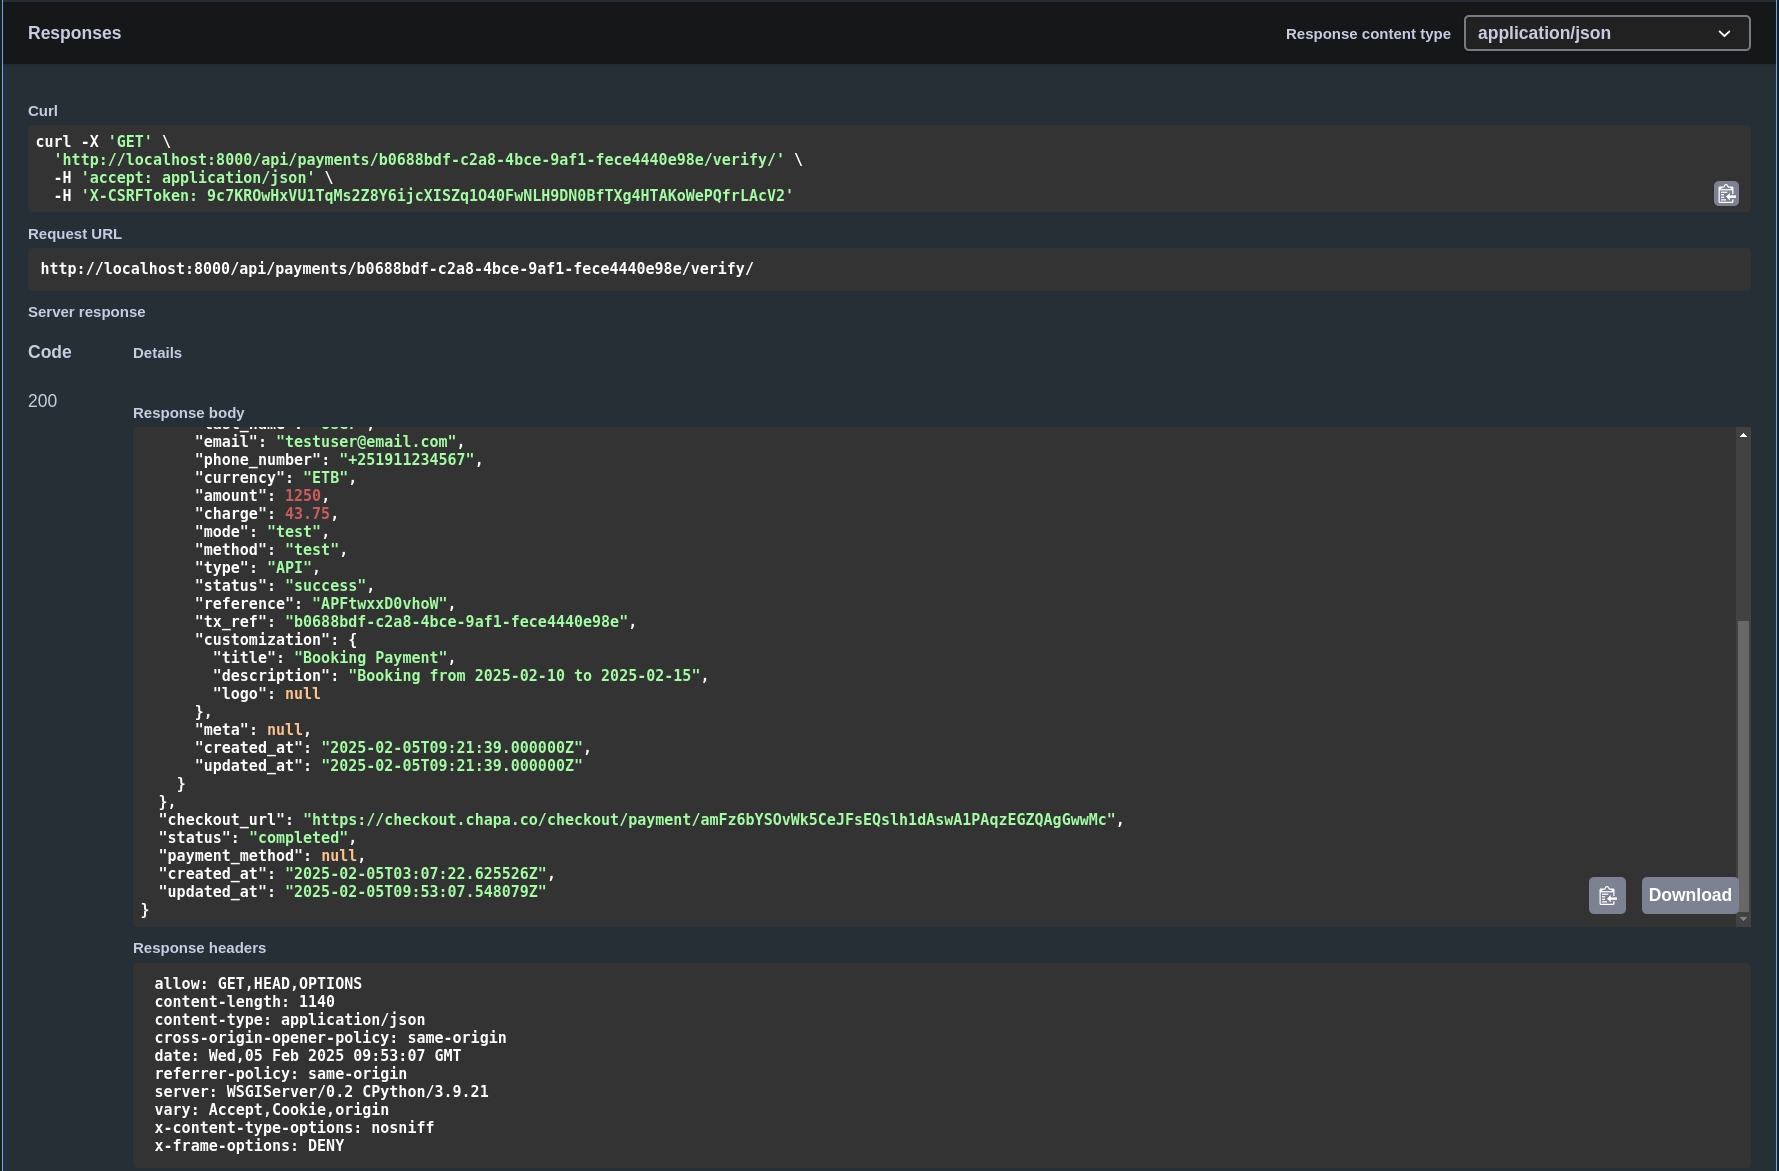 Responses
Response content type
application/json
Curl
curl -X 'GET' \
  'http://localhost:8000/api/payments/b0688bdf-c2a8-4bce-9af1-fece4440e98e/verify/' \
  -H 'accept: application/json' \
  -H 'X-CSRFToken: 9c7KROwHxVU1TqMs2Z8Y6ijcXISZq1O40FwNLH9DN0BfTXg4HTAKoWePQfrLAcV2'
Request URL
http://localhost:8000/api/payments/b0688bdf-c2a8-4bce-9af1-fece4440e98e/verify/
Server response
Code
Details
200
Response body
      "last_name": "User",
      "email": "testuser@email.com",
      "phone_number": "+251911234567",
      "currency": "ETB",
      "amount": 1250,
      "charge": 43.75,
      "mode": "test",
      "method": "test",
      "type": "API",
      "status": "success",
      "reference": "APFtwxxD0vhoW",
      "tx_ref": "b0688bdf-c2a8-4bce-9af1-fece4440e98e",
      "customization": {
        "title": "Booking Payment",
        "description": "Booking from 2025-02-10 to 2025-02-15",
        "logo": null
      },
      "meta": null,
      "created_at": "2025-02-05T09:21:39.000000Z",
      "updated_at": "2025-02-05T09:21:39.000000Z"
    }
  },
  "checkout_url": "https://checkout.chapa.co/checkout/payment/amFz6bYSOvWk5CeJFsEQslh1dAswA1PAqzEGZQAgGwwMc",
  "status": "completed",
  "payment_method": null,
  "created_at": "2025-02-05T03:07:22.625526Z",
  "updated_at": "2025-02-05T09:53:07.548079Z"
}
Download
Response headers
allow: GET,HEAD,OPTIONS
content-length: 1140
content-type: application/json
cross-origin-opener-policy: same-origin
date: Wed,05 Feb 2025 09:53:07 GMT
referrer-policy: same-origin
server: WSGIServer/0.2 CPython/3.9.21
vary: Accept,Cookie,origin
x-content-type-options: nosniff
x-frame-options: DENY